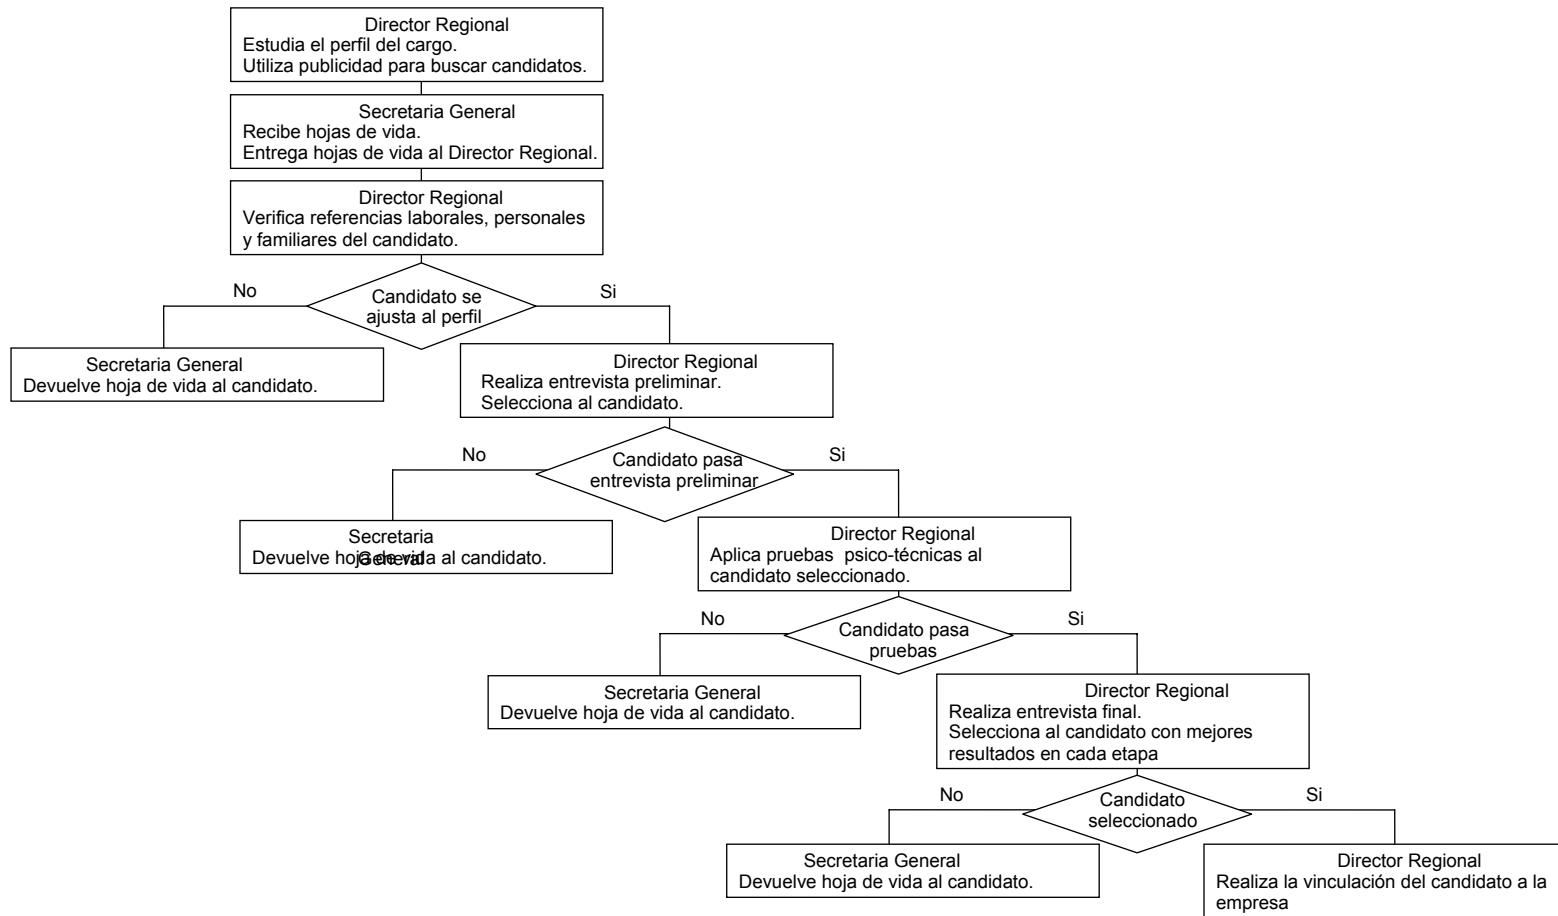 Director Regional
Estudia el perfil del cargo.
Utiliza publicidad para buscar candidatos.
Secretaria General
Recibe hojas de vida.
Entrega hojas de vida al Director Regional.
Director Regional
Verifica referencias laborales, personales
y familiares del candidato.
No
Si
Candidato se
ajusta al perfil
Secretaria General
Devuelve hoja de vida al candidato.
Director Regional
Realiza entrevista preliminar.
Selecciona al candidato.
No
Si
Candidato pasa
entrevista preliminar
Secretaria
General
Devuelve hoja de vida al candidato.
Director Regional
Aplica pruebas  psico-técnicas al
candidato seleccionado.
No
Si
Candidato pasa
pruebas
Secretaria General
Devuelve hoja de vida al candidato.
Director Regional
Realiza entrevista final.
Selecciona al candidato con mejores
resultados en cada etapa
No
Si
Candidato
seleccionado
Secretaria General
Devuelve hoja de vida al candidato.
Director Regional
Realiza la vinculación del candidato a la
empresa